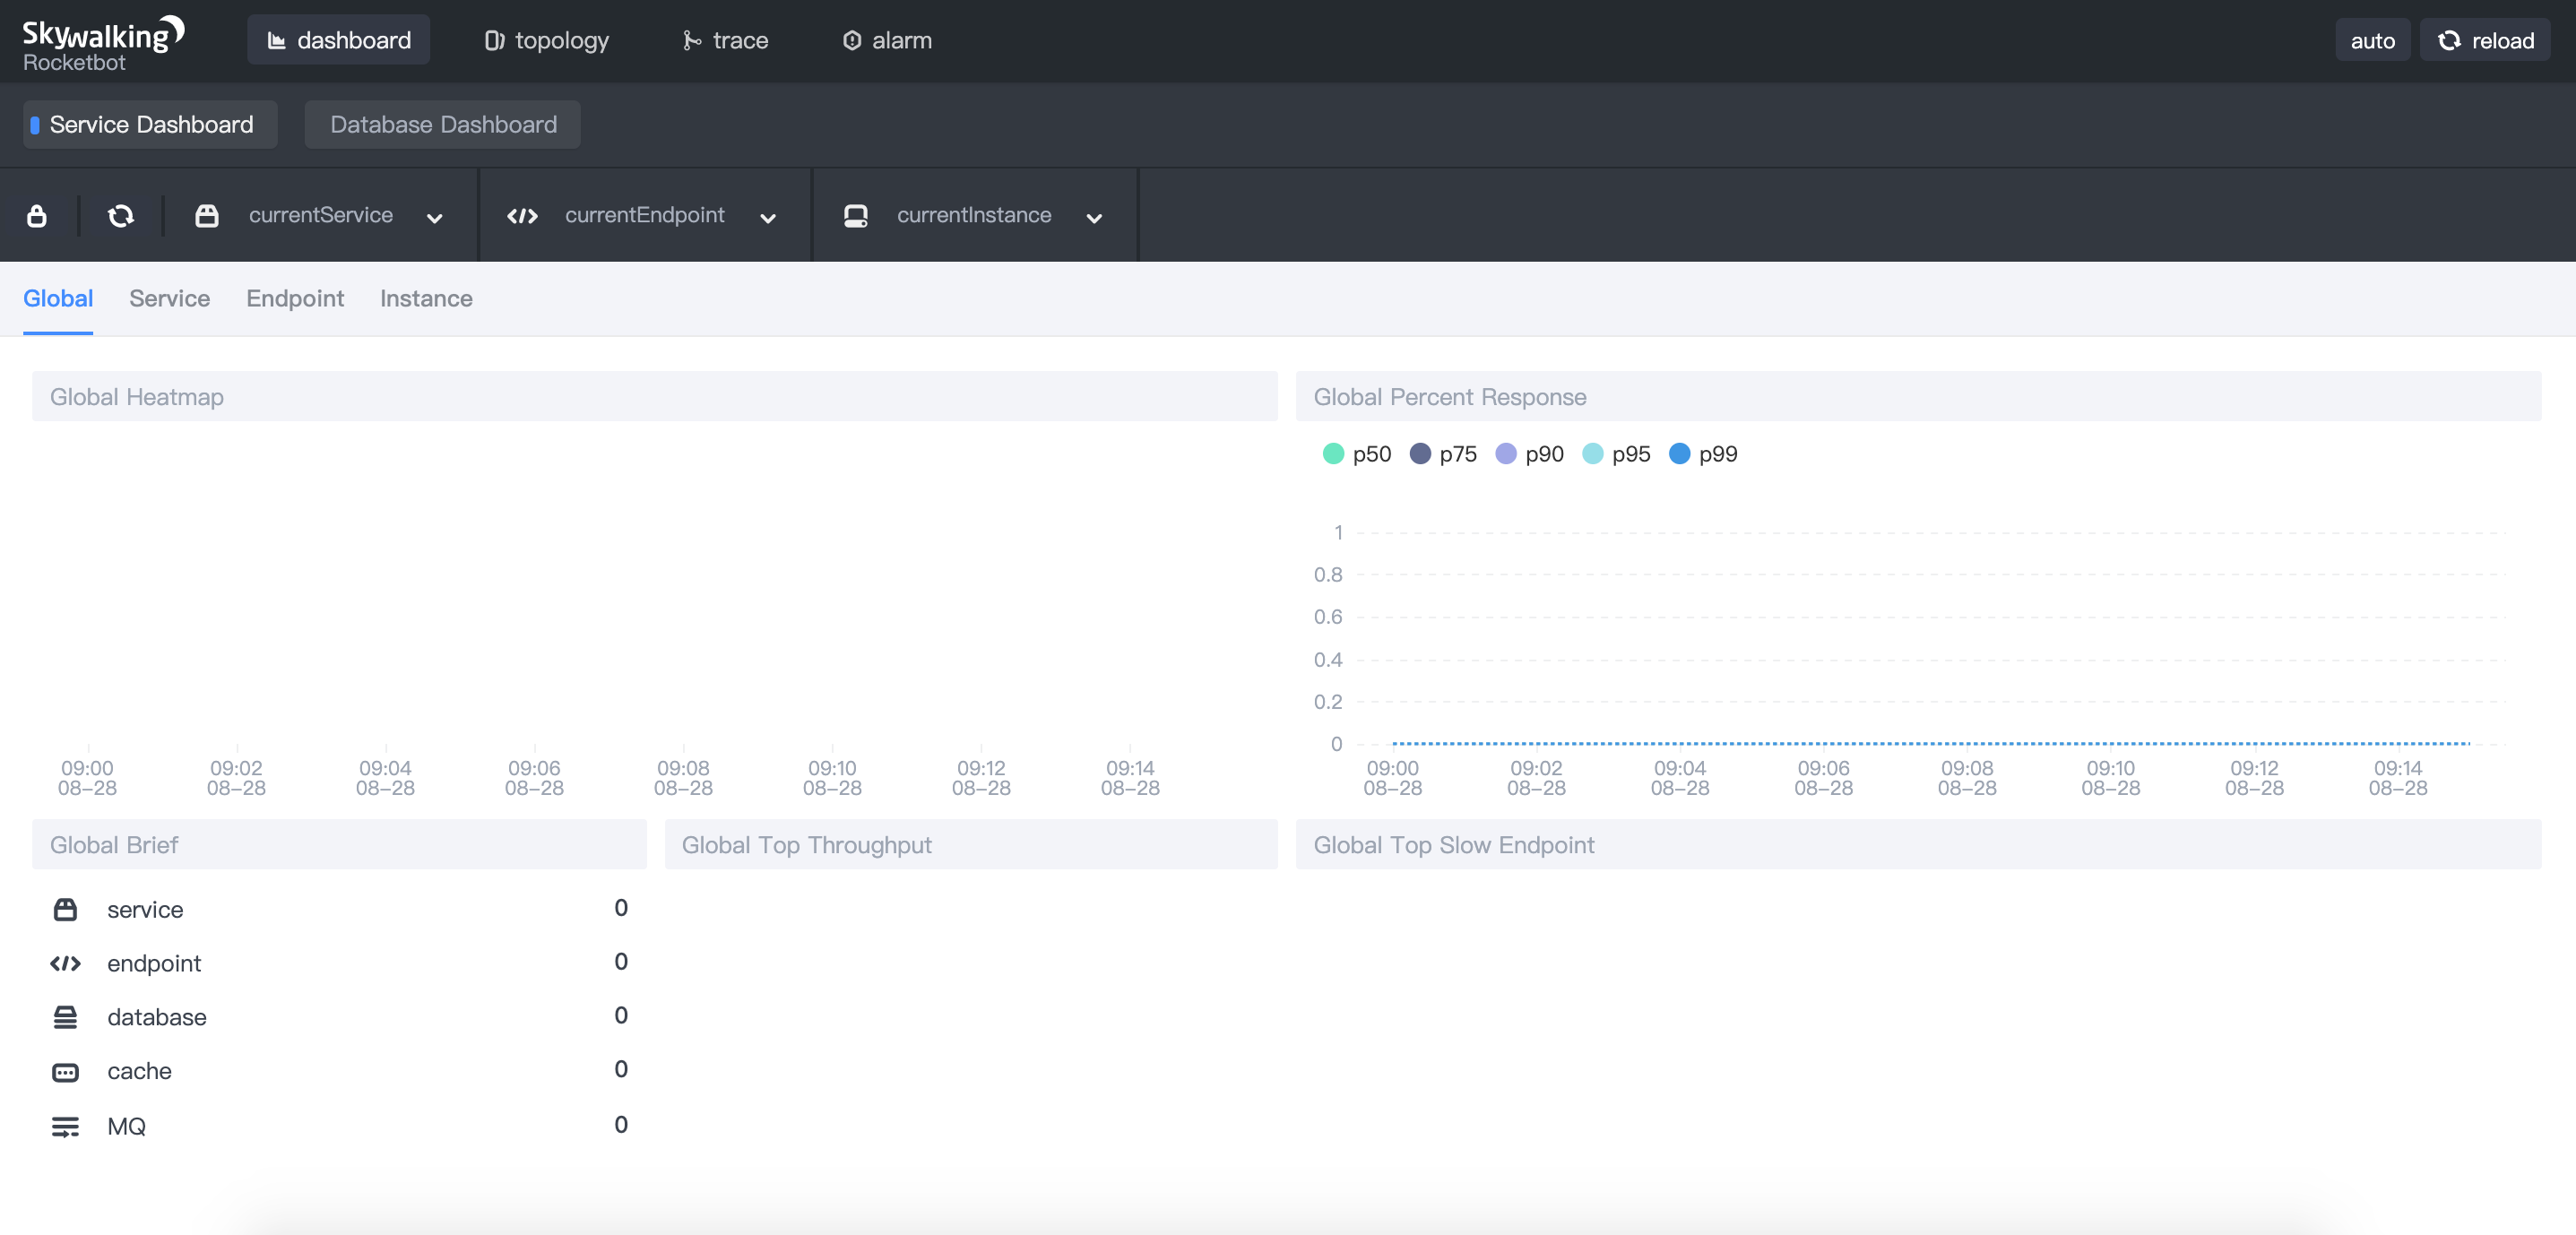 Skywalking
Rocketbot
dashboard
topology
trace
alarm
auto
reload
Service Dashboard
Database Dashboard
currentService
currentEndpoint
currentInstance
Global
Service
Endpoint
Instance
Global Heatmap
09:00 09:02 09:04 09:06 09:08 09:10 09:12 09:14
08-28 08-28 08-28 08-28 08-28 08-28 08-28 08-28
Global Percent Response
p50 p75 p90 p95 p99
1
0.8
0.6
0.4
0.2
0
09:00 09:02 09:04 09:06 09:08 09:10 09:12 09:14
08-28 08-28 08-28 08-28 08-28 08-28 08-28 08-28
Global Brief
service 0
endpoint 0
database 0
cache 0
MQ 0
Global Top Throughput
Global Top Slow Endpoint